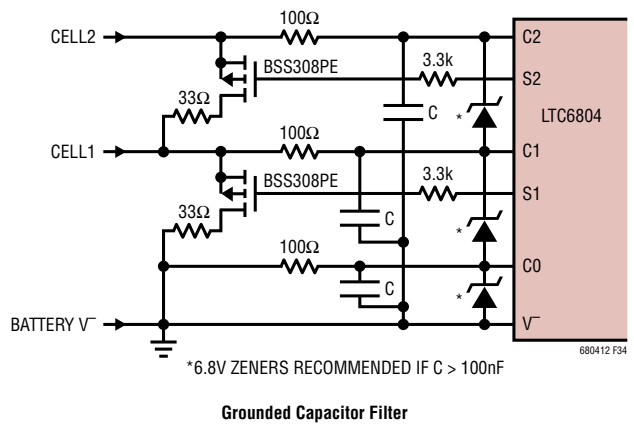 CELL2
100Ω
C2
BSS308PE
3.3k
S2
33Ω
C
*
LTC6804
CELL1
100Ω
C1
BSS308PE
3.3k
S1
33Ω
C
*
100Ω
C0
C
*
BATTERY V–
V–
680412 F34
*6.8V ZENERS RECOMMENDED IF C > 100nF
Grounded Capacitor Filter